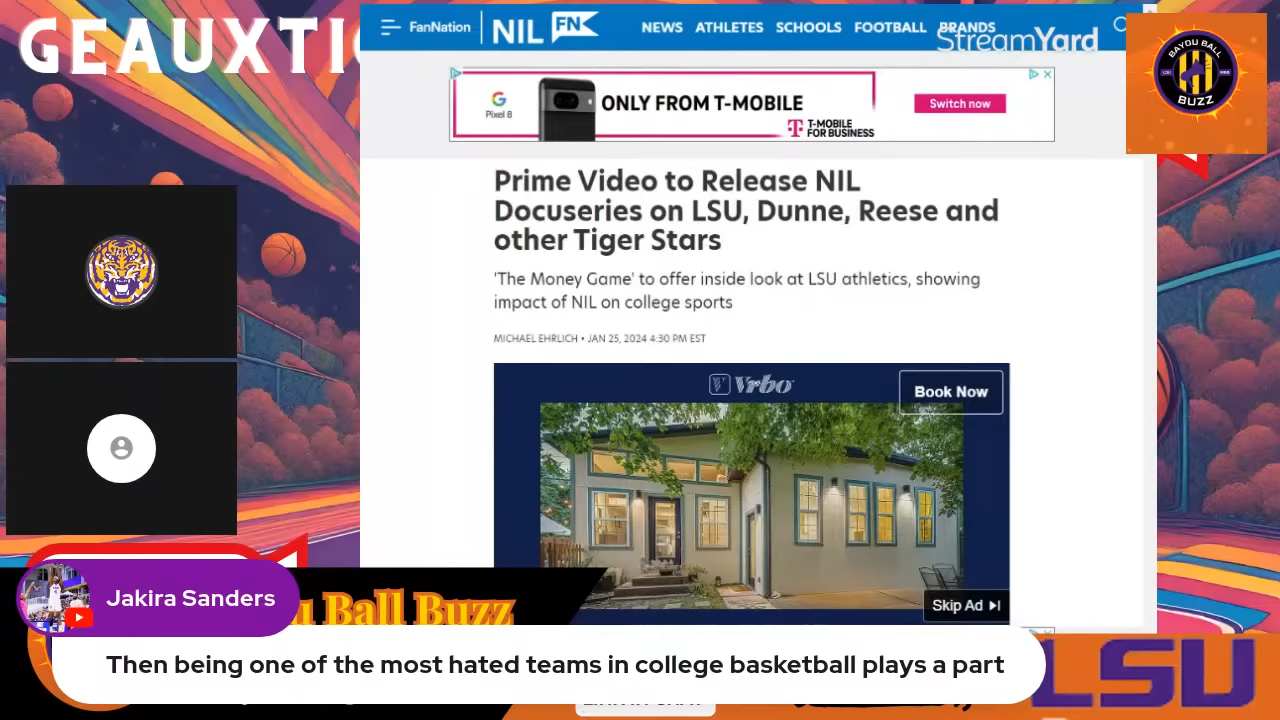 GEAUXTI
FanNation
NIL FN
NEWS ATHLETES SCHOOLS FOOTBALL BRANDS
StreamYard
BAYOU BALL
LSU
BUZZ
G
Pixel 8
ONLY FROM T-MOBILE
T-MOBILE
FOR BUSINESS
Switch now
Prime Video to Release NIL
Docuseries on LSU, Dunne, Reese and
other Tiger Stars
'The Money Game' to offer inside look at LSU athletics, showing
impact of NIL on college sports
MICHAEL EHRLICH • JAN 25, 2024 4:30 PM EST
V Vrbo
Book Now
Skip Ad
Jakira Sanders
u Ball Buzz
Then being one of the most hated teams in college basketball plays a part
LSU